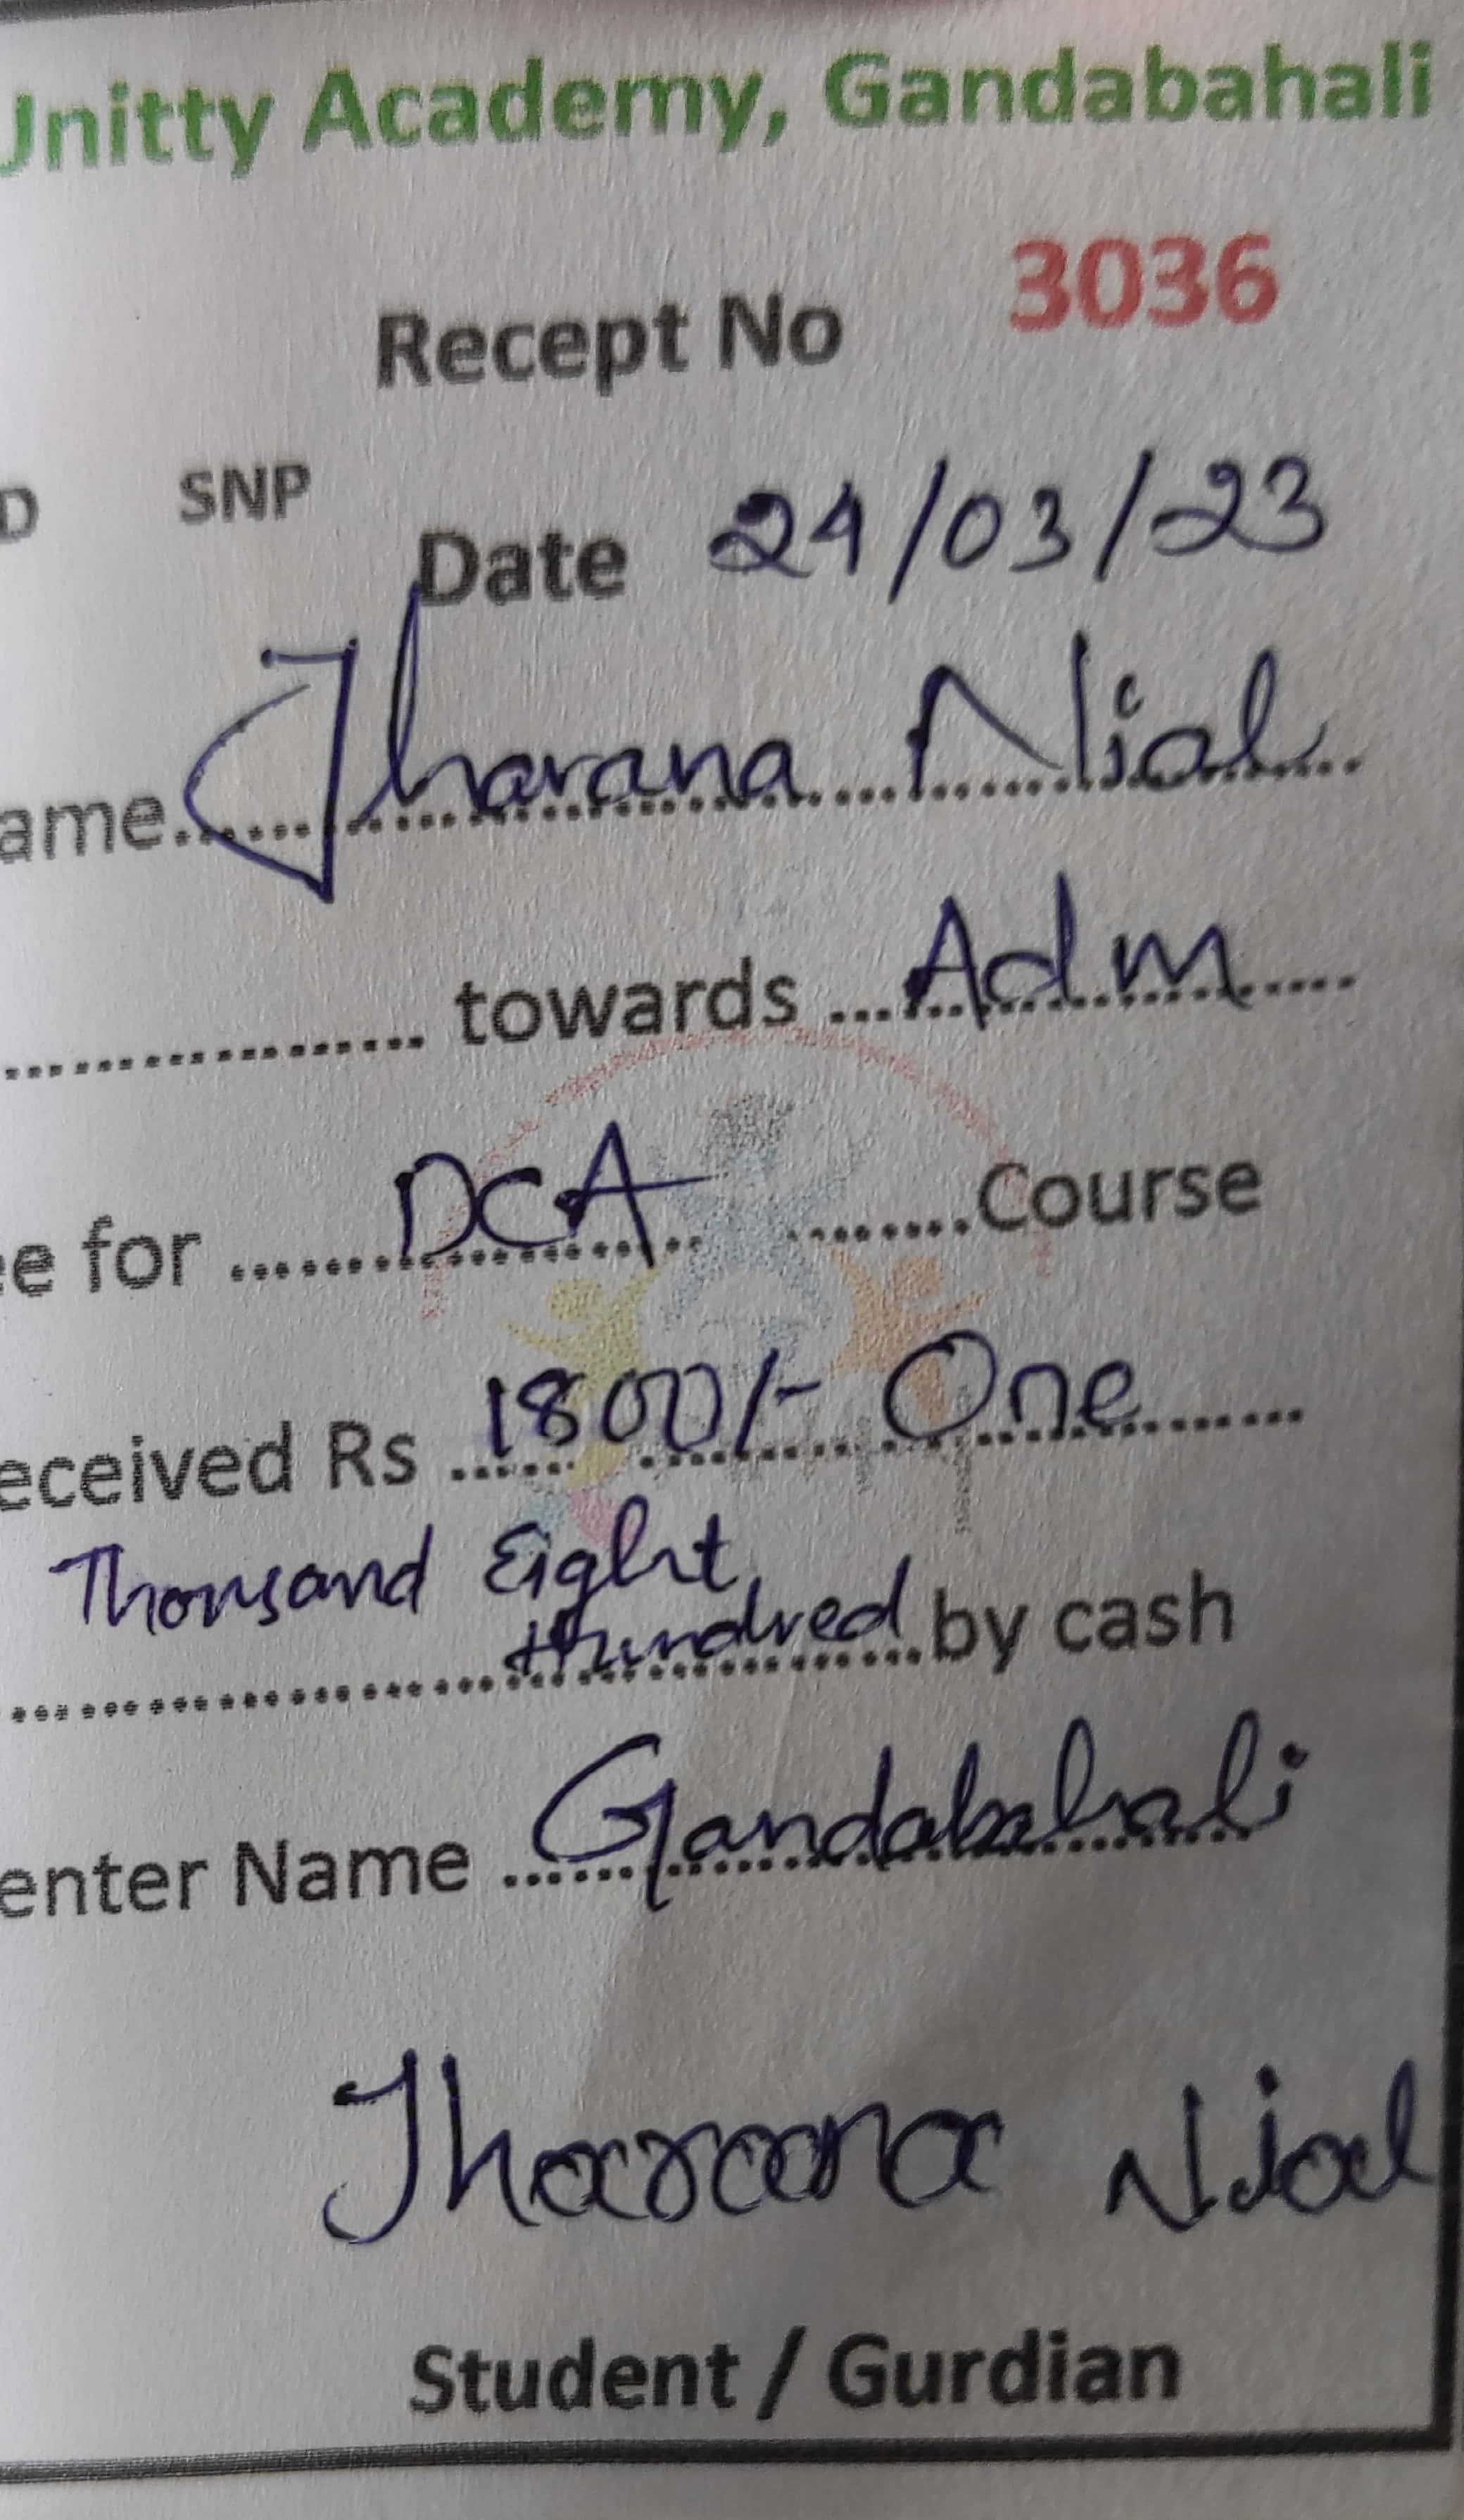 Unitty Academy, Gandabahali
Recept No 3036
D SNP
Date 24/03/23
ame........Jharana Nial........
........ towards ...Adm......
e for ........DCA........Course
eceived Rs ...1800/- One......
Thousand Eight
........Hundred.by cash
enter Name ...Gandabahali
Jharana Nial
Student / Gurdian